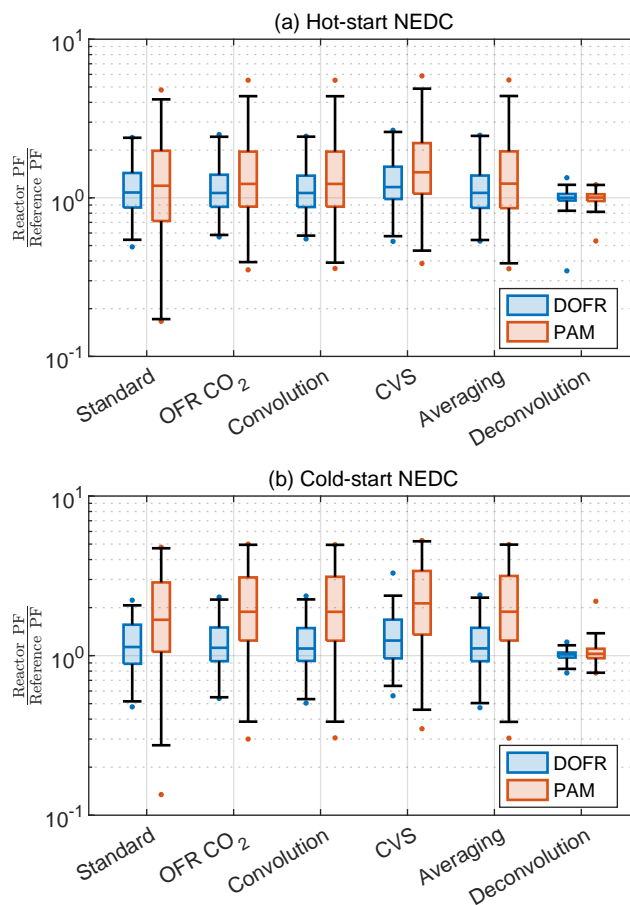 (a) Hot-start NEDC
10^1
10^0
10^-1
Reactor PF
Reference PF
DOFR
PAM
Standard
OFR CO_2
Convolution
CVS
Averaging
Deconvolution
(b) Cold-start NEDC
10^1
10^0
10^-1
Reactor PF
Reference PF
DOFR
PAM
Standard
OFR CO_2
Convolution
CVS
Averaging
Deconvolution